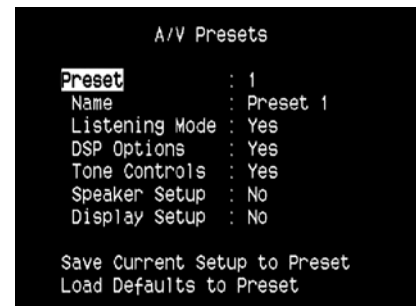 A/V Presets
Preset : 1
Name : Preset 1
Listening Mode : Yes
DSP Options : Yes
Tone Controls : Yes
Speaker Setup : No
Display Setup : No
Save Current Setup to Preset
Load Defaults to Preset